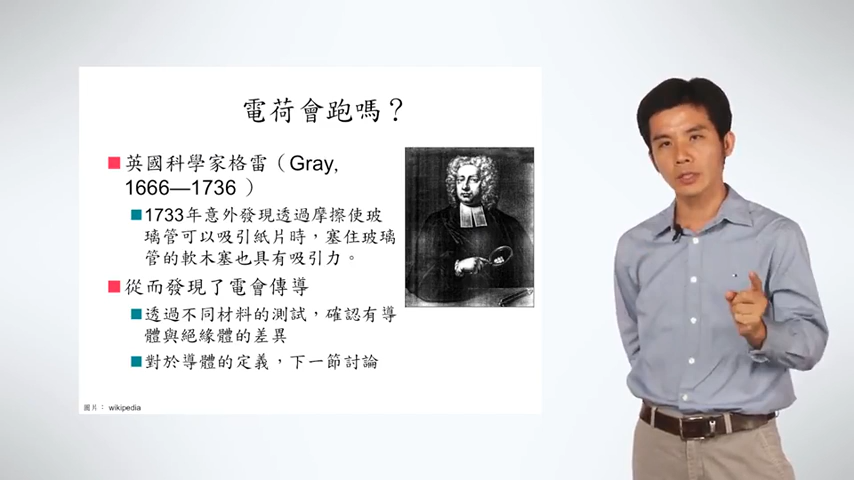 電荷會跑嗎？
英國科學家格雷（Gray,
1666—1736 ）
1733年意外發現透過摩擦使玻
璃管可以吸引紙片時，塞住玻璃
管的軟木塞也具有吸引力。
從而發現了電會傳導
透過不同材料的測試，確認有導
體與絕緣體的差異
對於導體的定義，下一節討論
圖片： wikipedia